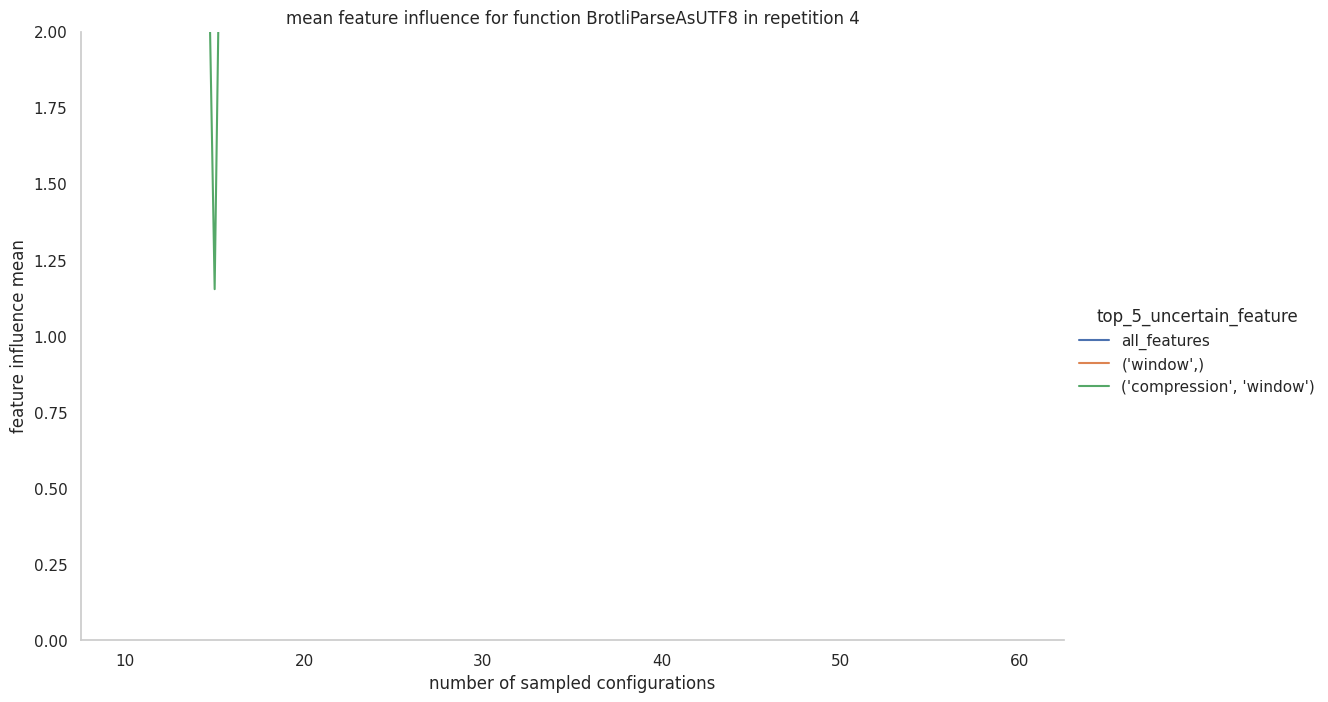 mean feature influence for function BrotliParseAsUTF8 in repetition 4
2.00
1.75
1.50
1.25
1.00
0.75
0.50
0.25
0.00
feature influence mean
10 20 30 40 50 60
number of sampled configurations
top_5_uncertain_feature
all_features
('window',)
('compression', 'window')